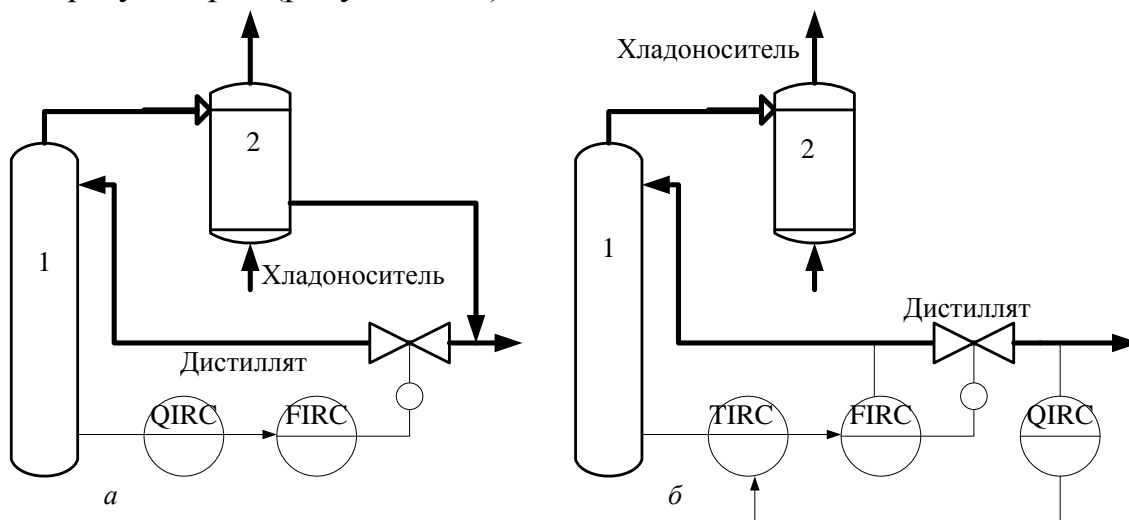 2
1
Хладоноситель
Дистиллят
QIRC
FIRC
а
Хладоноситель
2
1
Дистиллят
TIRC
FIRC
QIRC
б